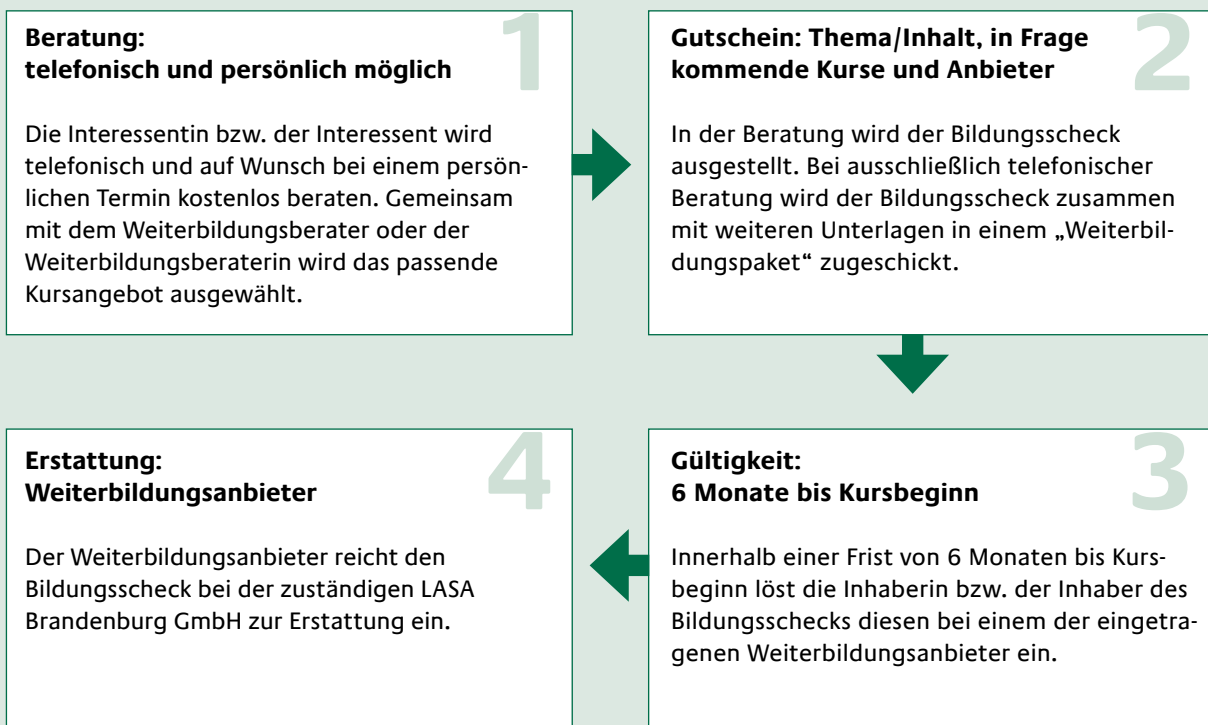 1
Beratung:
telefonisch und persönlich möglich
Die Interessentin bzw. der Interessent wird
telefonisch und auf Wunsch bei einem persön-
lichen Termin kostenlos beraten. Gemeinsam
mit dem Weiterbildungsberater oder der
Weiterbildungsberaterin wird das passende
Kursangebot ausgewählt.
2
Gutschein: Thema/Inhalt, in Frage
kommende Kurse und Anbieter
In der Beratung wird der Bildungsscheck
ausgestellt. Bei ausschließlich telefonischer
Beratung wird der Bildungsscheck zusammen
mit weiteren Unterlagen in einem „Weiterbil-
dungspaket“ zugeschickt.
3
Gültigkeit:
6 Monate bis Kursbeginn
Innerhalb einer Frist von 6 Monaten bis Kurs-
beginn löst die Inhaberin bzw. der Inhaber des
Bildungsschecks diesen bei einem der eingetra-
genen Weiterbildungsanbieter ein.
4
Erstattung:
Weiterbildungsanbieter
Der Weiterbildungsanbieter reicht den
Bildungsscheck bei der zuständigen LASA
Brandenburg GmbH zur Erstattung ein.